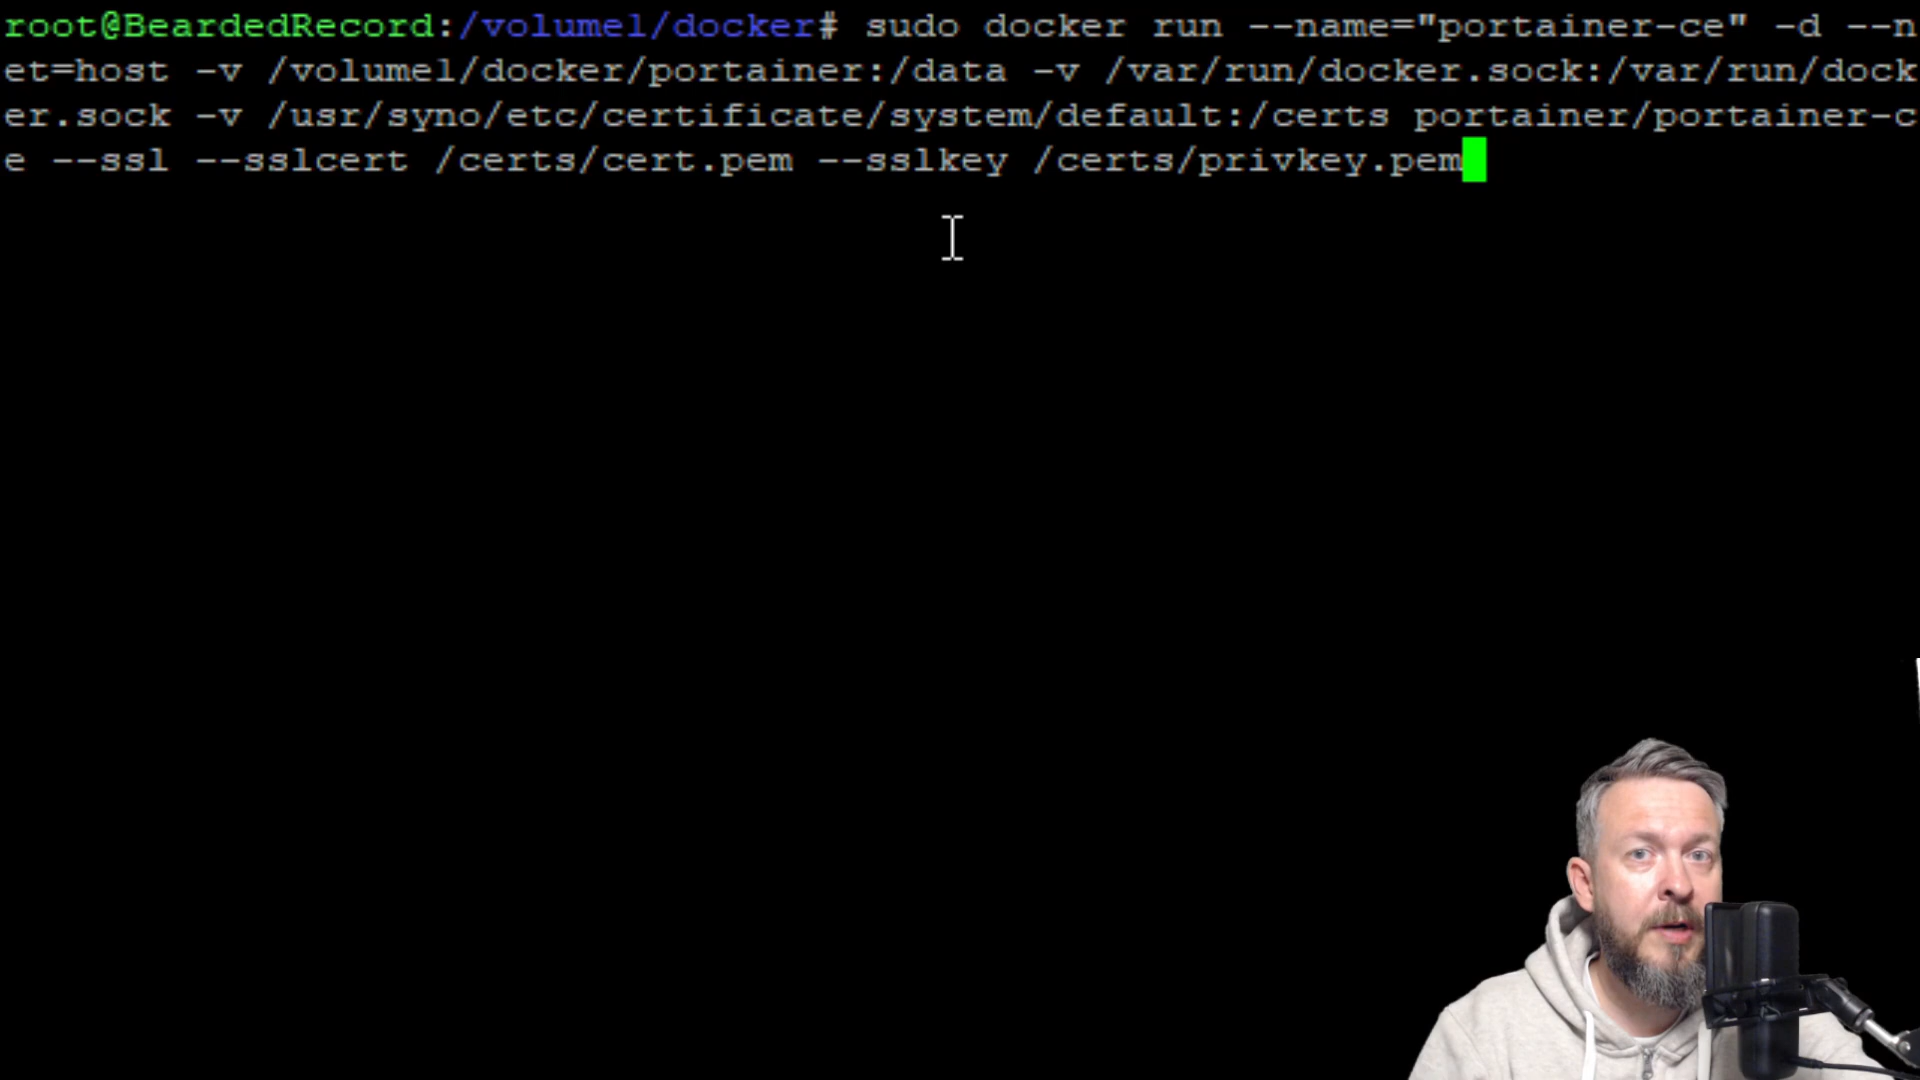 root@BeardedRecord:/volume1/docker# sudo docker run --name="portainer-ce" -d --n
et=host -v /volume1/docker/portainer:/data -v /var/run/docker.sock:/var/run/dock
er.sock -v /usr/syno/etc/certificate/system/default:/certs portainer/portainer-c
e --ssl --sslcert /certs/cert.pem --sslkey /certs/privkey.pem